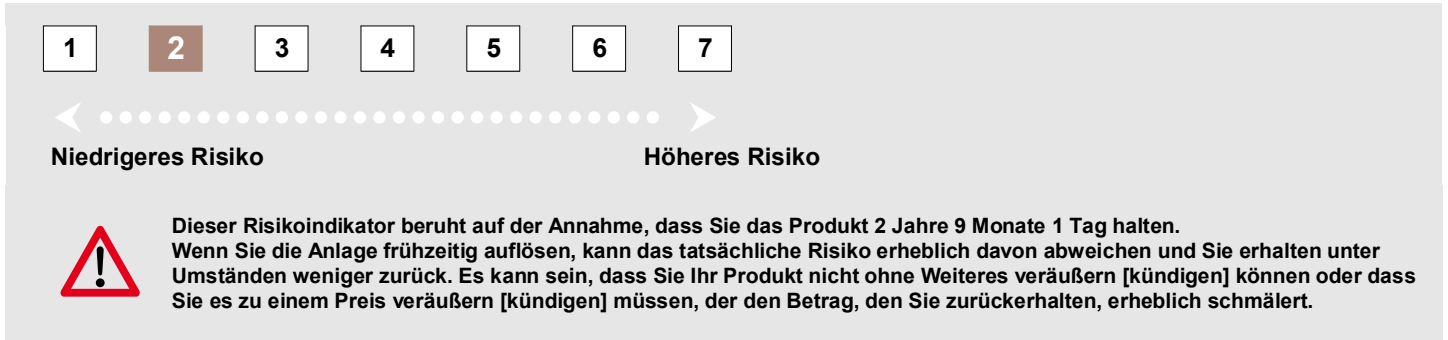 1 2 3 4 5 6 7
Niedrigeres Risiko Höheres Risiko
Dieser Risikoindikator beruht auf der Annahme, dass Sie das Produkt 2 Jahre 9 Monate 1 Tag halten.
Wenn Sie die Anlage frühzeitig auflösen, kann das tatsächliche Risiko erheblich davon abweichen und Sie erhalten unter
Umständen weniger zurück. Es kann sein, dass Sie Ihr Produkt nicht ohne Weiteres veräußern [kündigen] können oder dass
Sie es zu einem Preis veräußern [kündigen] müssen, der den Betrag, den Sie zurückerhalten, erheblich schmälert.